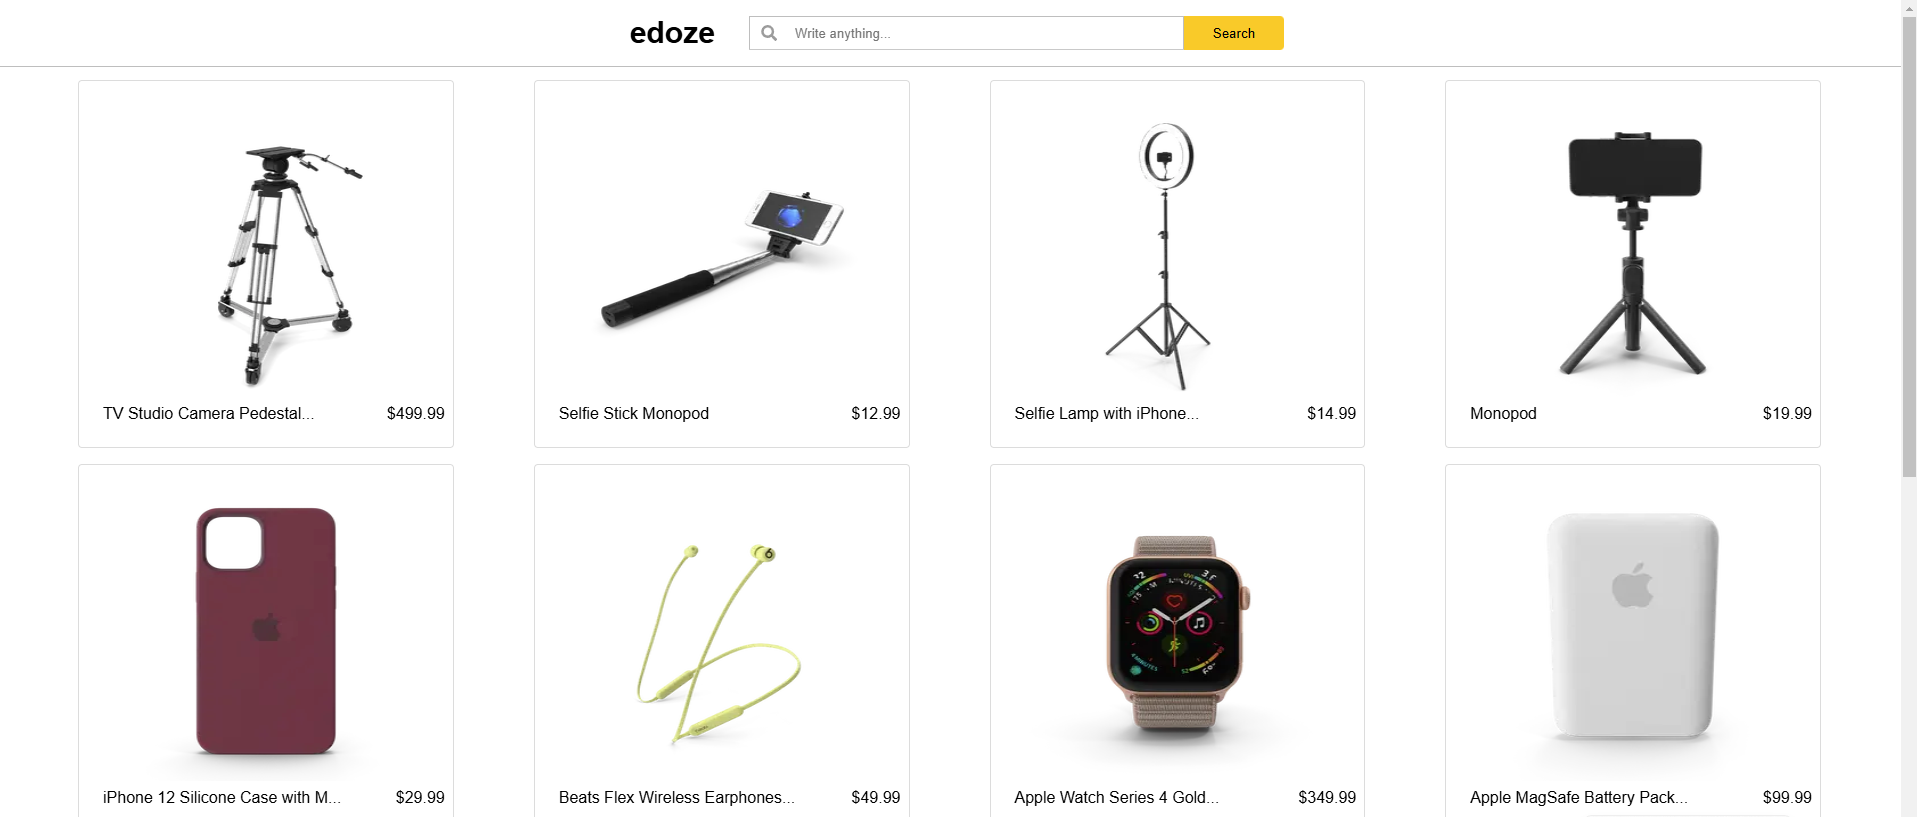 edoze
Write anything...
Search
TV Studio Camera Pedestal...
$499.99
Selfie Stick Monopod
$12.99
Selfie Lamp with iPhone...
$14.99
Monopod
$19.99
iPhone 12 Silicone Case with M...
$29.99
Beats Flex Wireless Earphones...
$49.99
Apple Watch Series 4 Gold...
$349.99
Apple MagSafe Battery Pack...
$99.99